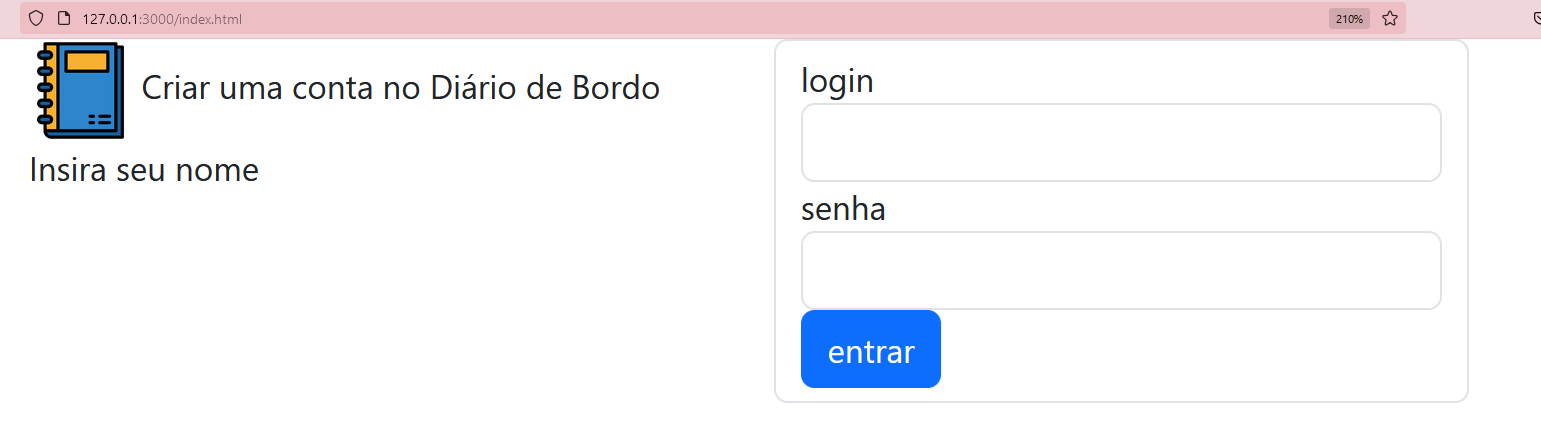 127.0.0.1:3000/index.html
210%
Criar uma conta no Diário de Bordo
Insira seu nome
login
senha
entrar